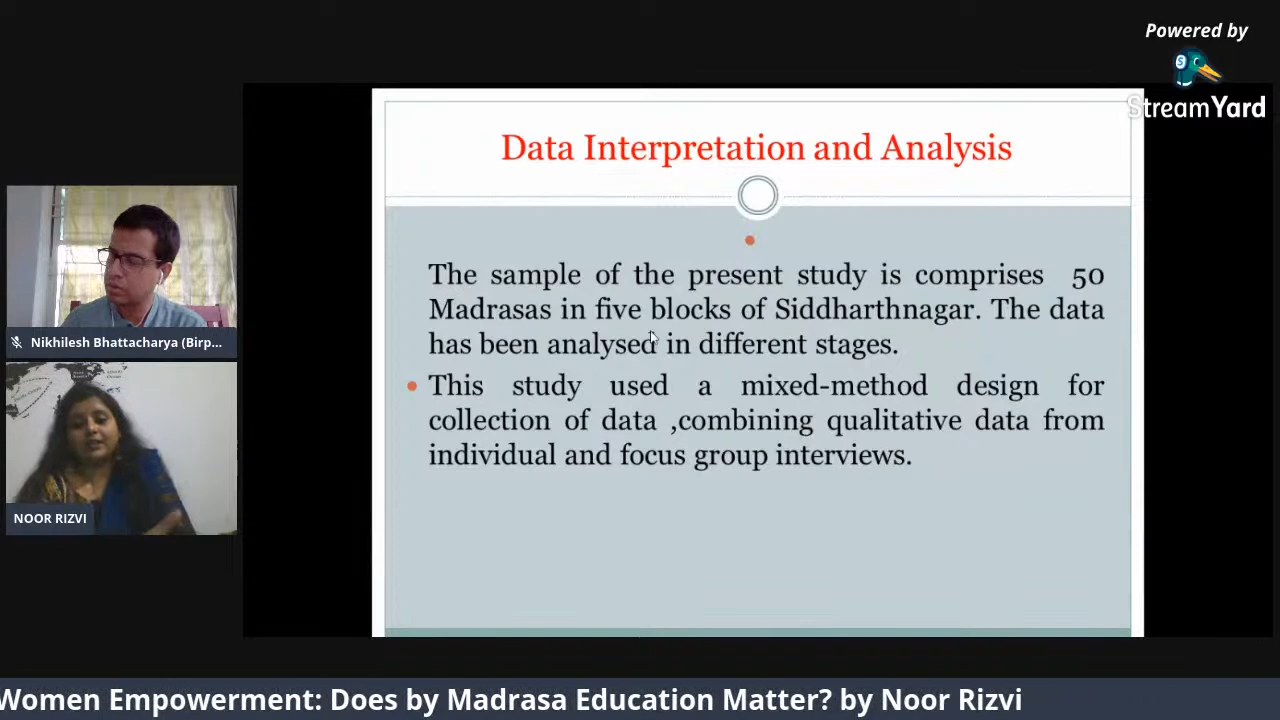 Powered by
StreamYard
Data Interpretation and Analysis
The sample of the present study is comprises 50
Madrasas in five blocks of Siddharthnagar. The data
has been analysed in different stages.
This study used a mixed-method design for
collection of data ,combining qualitative data from
individual and focus group interviews.
Nikhilesh Bhattacharya (Birp...
NOOR RIZVI
Women Empowerment: Does by Madrasa Education Matter? by Noor Rizvi